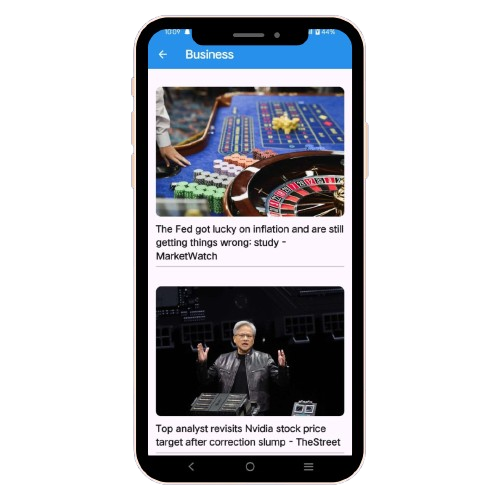 10:09
44%
Business
The Fed got lucky on inflation and are still
getting things wrong: study -
MarketWatch
Top analyst revisits Nvidia stock price
target after correction slump - TheStreet